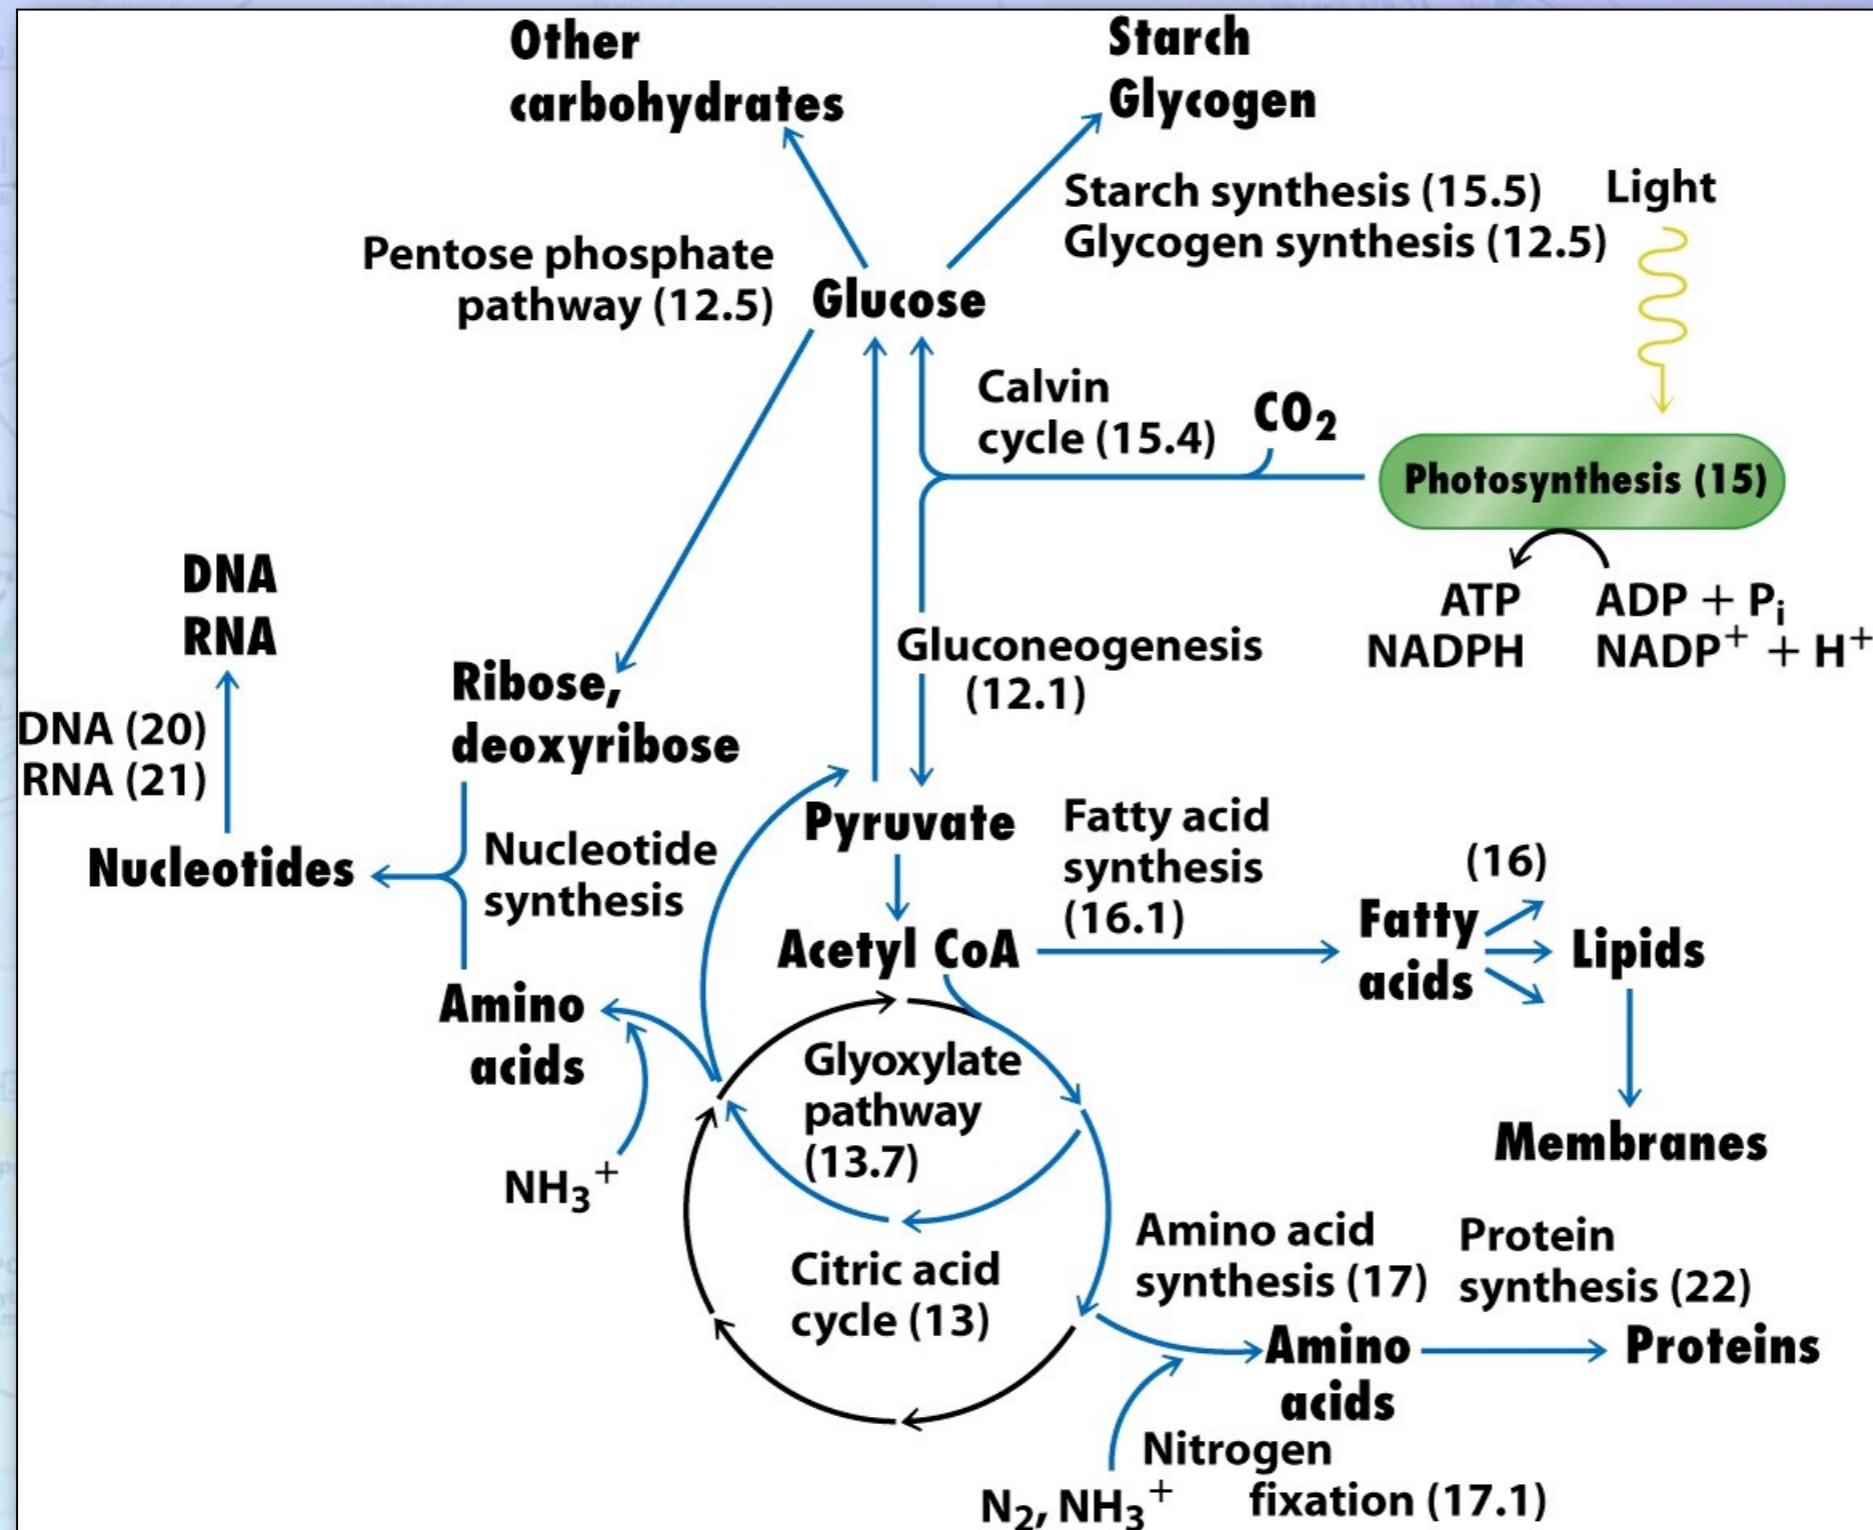 Other
carbohydrates
Starch
Glycogen
Starch synthesis (15.5)
Glycogen synthesis (12.5)
Light
Pentose phosphate
pathway (12.5)
Glucose
Calvin
cycle (15.4)
CO₂
Photosynthesis (15)
ATP
NADPH
ADP + Pᵢ
NADP⁺ + H⁺
Gluconeogenesis
(12.1)
DNA
RNA
DNA (20)
RNA (21)
Ribose,
deoxyribose
Nucleotides
Nucleotide
synthesis
Pyruvate
Fatty acid
synthesis
(16.1)
(16)
Acetyl CoA
Fatty
acids
Lipids
Membranes
Amino
acids
NH₃⁺
Glyoxylate
pathway
(13.7)
Citric acid
cycle (13)
Amino acid
synthesis (17)
Protein
synthesis (22)
Amino
acids
Proteins
Nitrogen
fixation (17.1)
N₂, NH₃⁺